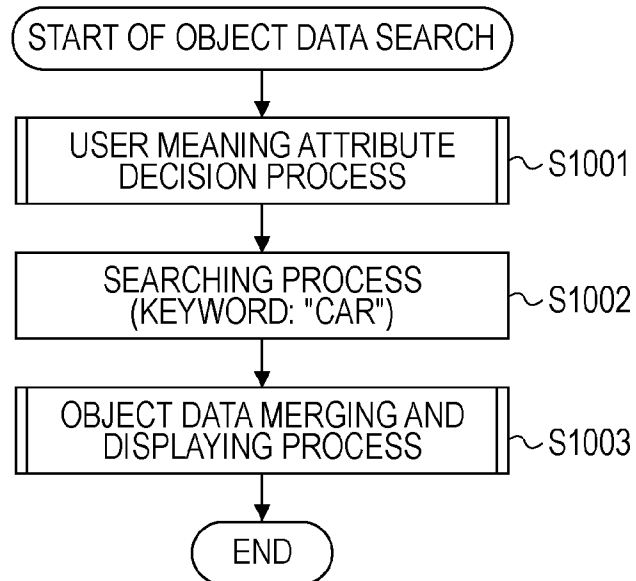 START OF OBJECT DATA SEARCH
USER MEANING ATTRIBUTE
DECISION PROCESS
S1001
SEARCHING PROCESS
(KEYWORD: "CAR")
S1002
OBJECT DATA MERGING AND
DISPLAYING PROCESS
S1003
END